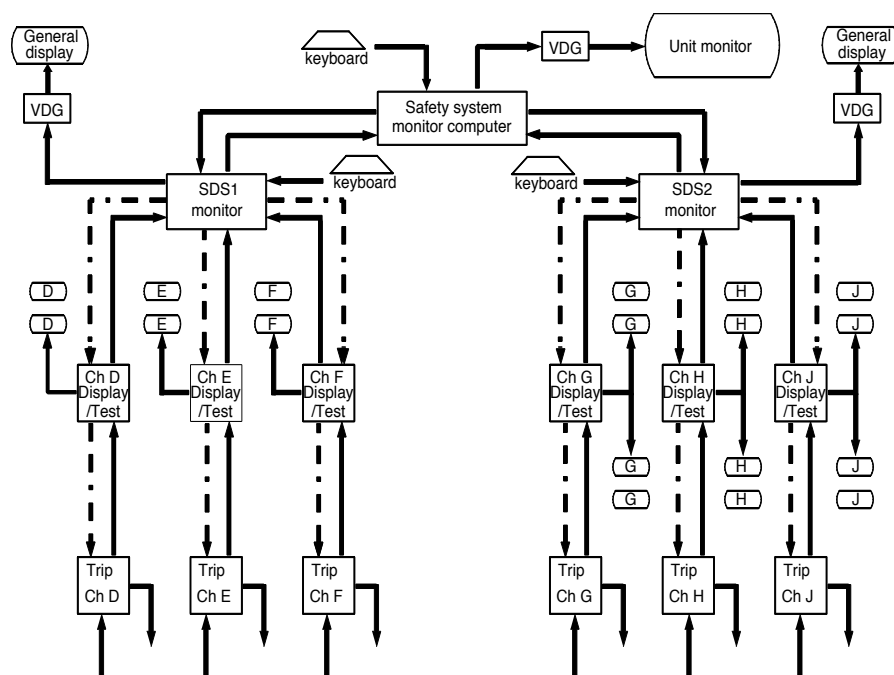 General
display
keyboard
VDG
Unit monitor
General
display
VDG
Safety system
monitor computer
VDG
SDS1
monitor
keyboard
keyboard
SDS2
monitor
D
E
F
G
H
J
D
E
F
G
H
J
Ch D
Display
/Test
Ch E
Display
/Test
Ch F
Display
/Test
Ch G
Display
/Test
Ch H
Display
/Test
Ch J
Display
/Test
G
H
J
G
H
J
Trip
Ch D
Trip
Ch E
Trip
Ch F
Trip
Ch G
Trip
Ch H
Trip
Ch J